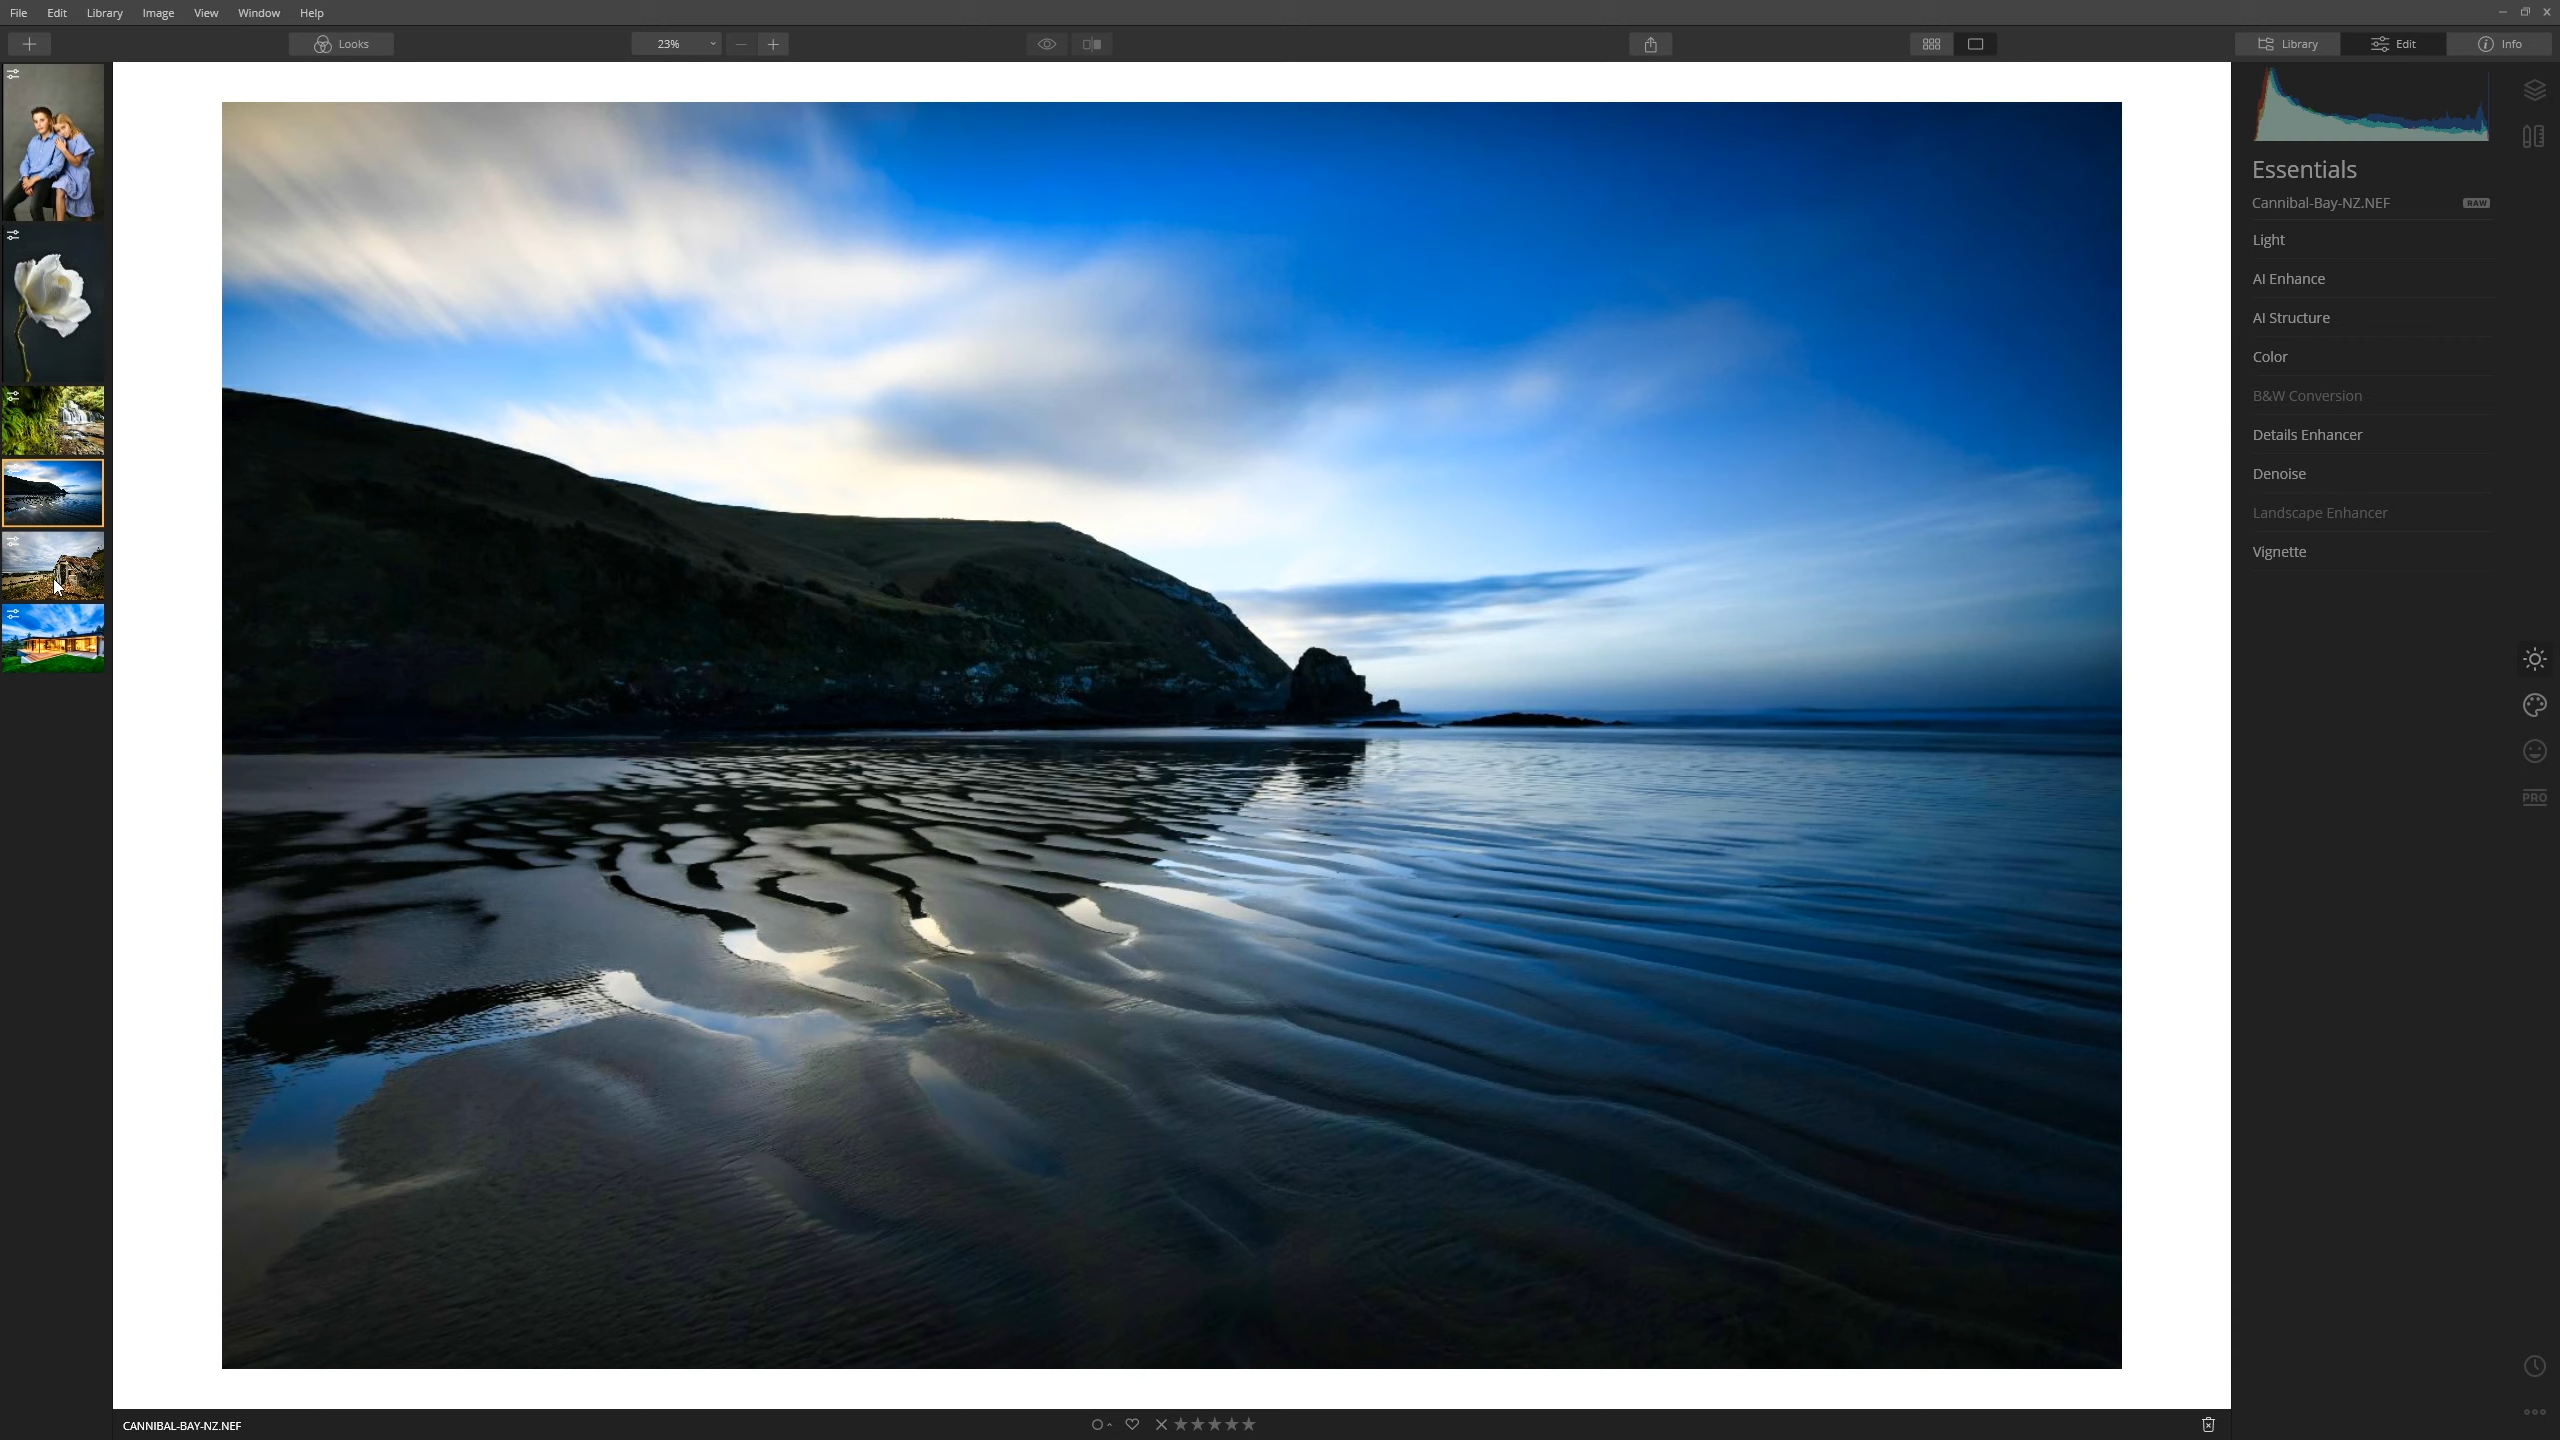 File Edit Library Image View Window Help
Looks 23% Library Edit Info
Essentials
Cannibal-Bay-NZ.NEF RAW
Light
AI Enhance
AI Structure
Color
B&W Conversion
Details Enhancer
Denoise
Landscape Enhancer
Vignette
PRO
CANNIBAL-BAY-NZ.NEF